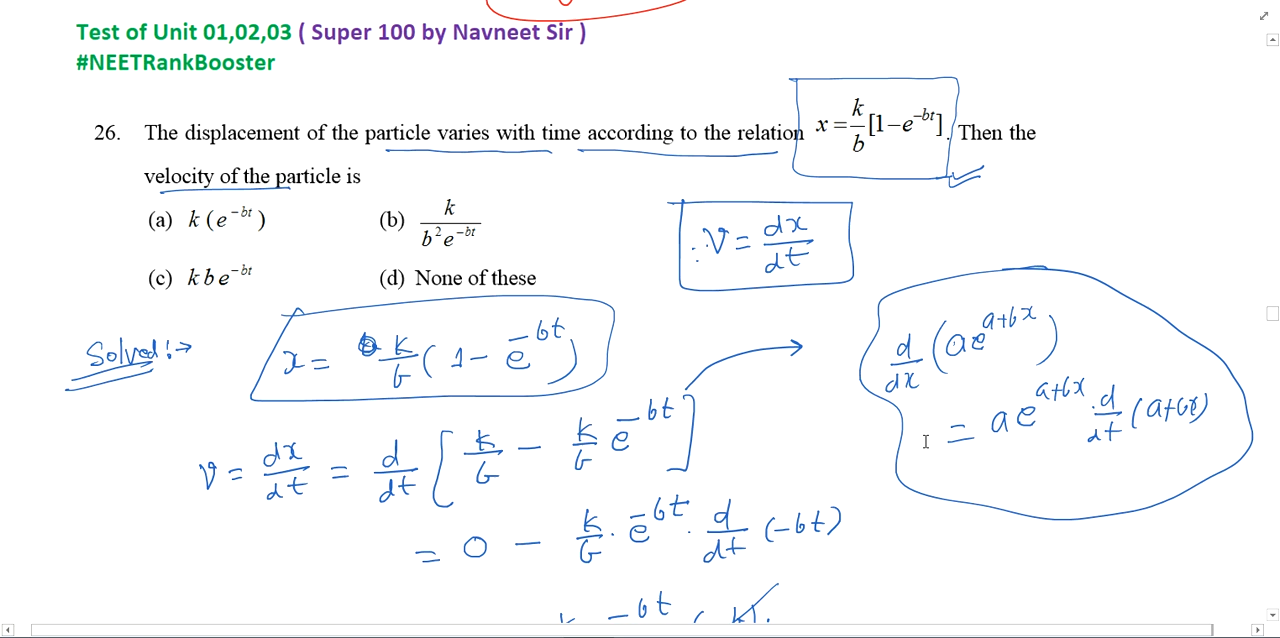 Test of Unit 01,02,03 ( Super 100 by Navneet Sir )
#NEETRankBooster
26. The displacement of the particle varies with time according to the relation x = k/b [1−e^−bt]. Then the
velocity of the particle is
(a) k (e^−bt) (b) k / b² e^−bt
(c) k b e^−bt (d) None of these
∴ V = dx/dt
Solved :→
x = k/b ( 1 − e^−bt )
d/dx ( a e^a+bx )
= a e^a+bx . d/dt (a+bx)
v = dx/dt = d/dt [ k/b − k/b e^−bt ]
= 0 − k/b . e^−bt . d/dt (−bt)